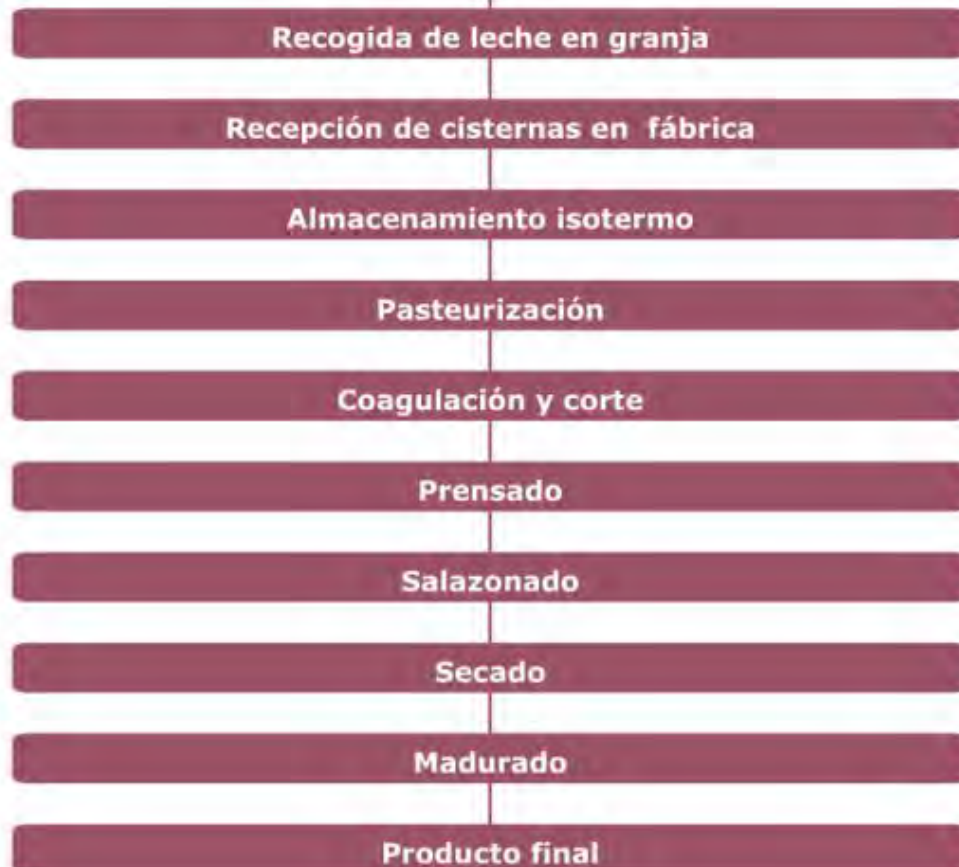 Recogida de leche en granja
Recepción de cisternas en fábrica
Almacenamiento isotermo
Pasteurización
Coagulación y corte
Prensado
Salazonado
Secado
Madurado
Producto final